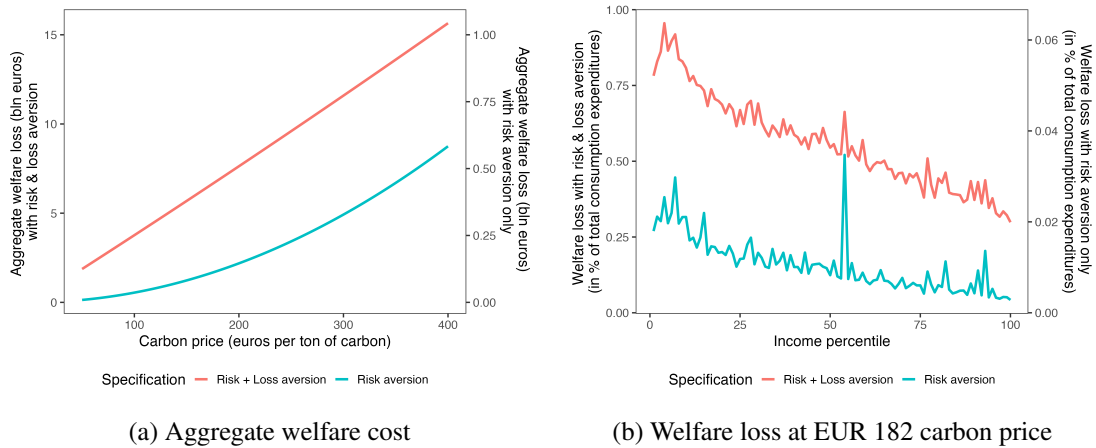 Aggregate welfare loss (bln euros)
with risk & loss aversion
15
10
5
0
1.00
0.75
0.50
0.25
0.00
Aggregate welfare loss (bln euros)
with risk aversion only
100 200 300 400
Carbon price (euros per ton of carbon)
Specification Risk + Loss aversion Risk aversion
(a) Aggregate welfare cost
Welfare loss with risk & loss aversion
(in % of total consumption expenditures)
1.00
0.75
0.50
0.25
0.00
0.06
0.04
0.02
0.00
Welfare loss with risk aversion only
(in % of total consumption expenditures)
0 25 50 75 100
Income percentile
Specification Risk + Loss aversion Risk aversion
(b) Welfare loss at EUR 182 carbon price